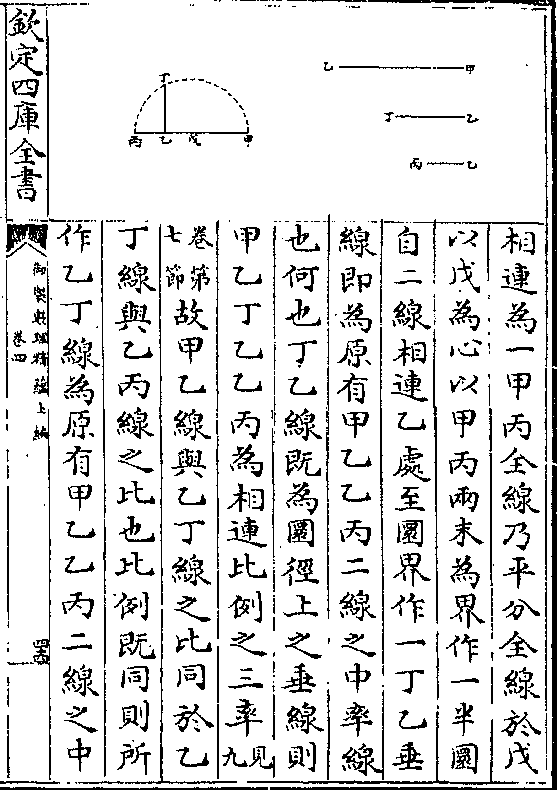 相連為一甲丙全線乃平分全線於戊
以戊為心以甲丙兩末為界作一半圜
自二線相連乙處至圜界作一丁乙垂
線即為原有甲乙乙丙二線之中率線
也何也丁乙線既為圜徑上之垂線則
甲乙丁乙乙丙為相連比例之三率見九
卷第七節故甲乙線與乙丁線之比同於乙
丁線與乙丙線之比也比例既同則所
作乙丁線為原有甲乙乙丙二線之中
乙 甲
丁 乙
丙 乙
丁
丙 乙 戊 甲
欽定四庫全書
御製數理精蘊上編
卷四